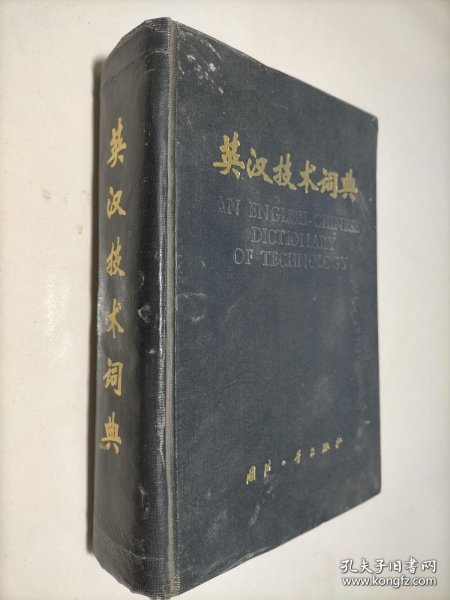 英汉技术词典
英汉技术词典
AN ENGLISH-CHINESE
DICTIONARY
OF TECHNOLOGY
国防工业出版社
孔夫子旧书网
www.kongfz.com